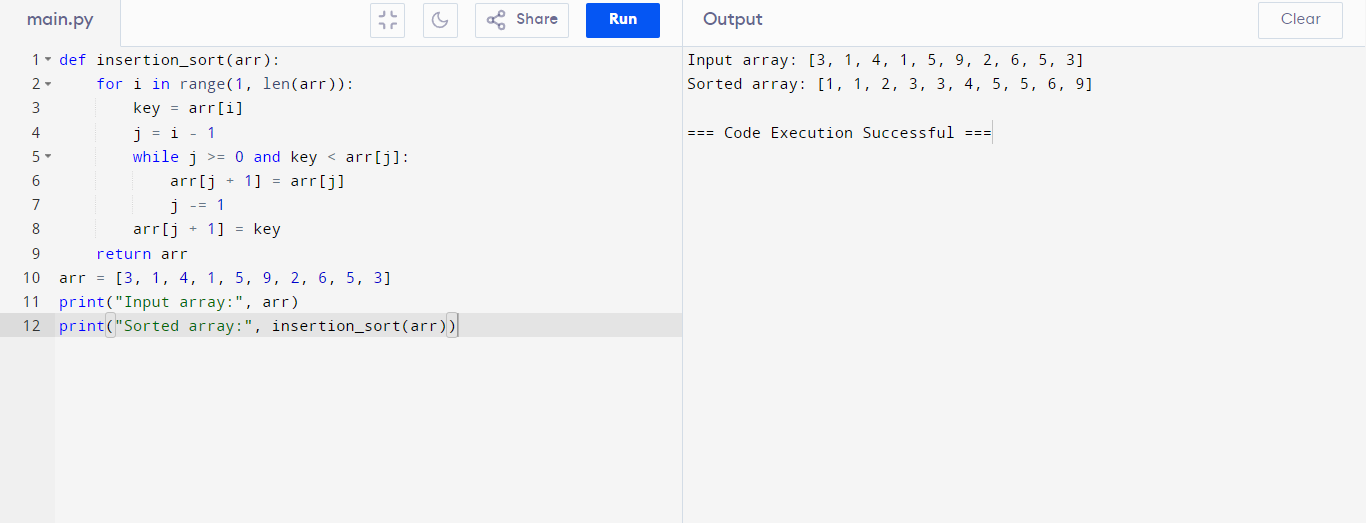 main.py Share Run Output Clear
1 def insertion_sort(arr):
2     for i in range(1, len(arr)):
3         key = arr[i]
4         j = i - 1
5         while j >= 0 and key < arr[j]:
6             arr[j + 1] = arr[j]
7             j -= 1
8         arr[j + 1] = key
9     return arr
10 arr = [3, 1, 4, 1, 5, 9, 2, 6, 5, 3]
11 print("Input array:", arr)
12 print("Sorted array:", insertion_sort(arr))
Input array: [3, 1, 4, 1, 5, 9, 2, 6, 5, 3]
Sorted array: [1, 1, 2, 3, 3, 4, 5, 5, 6, 9]
=== Code Execution Successful ===